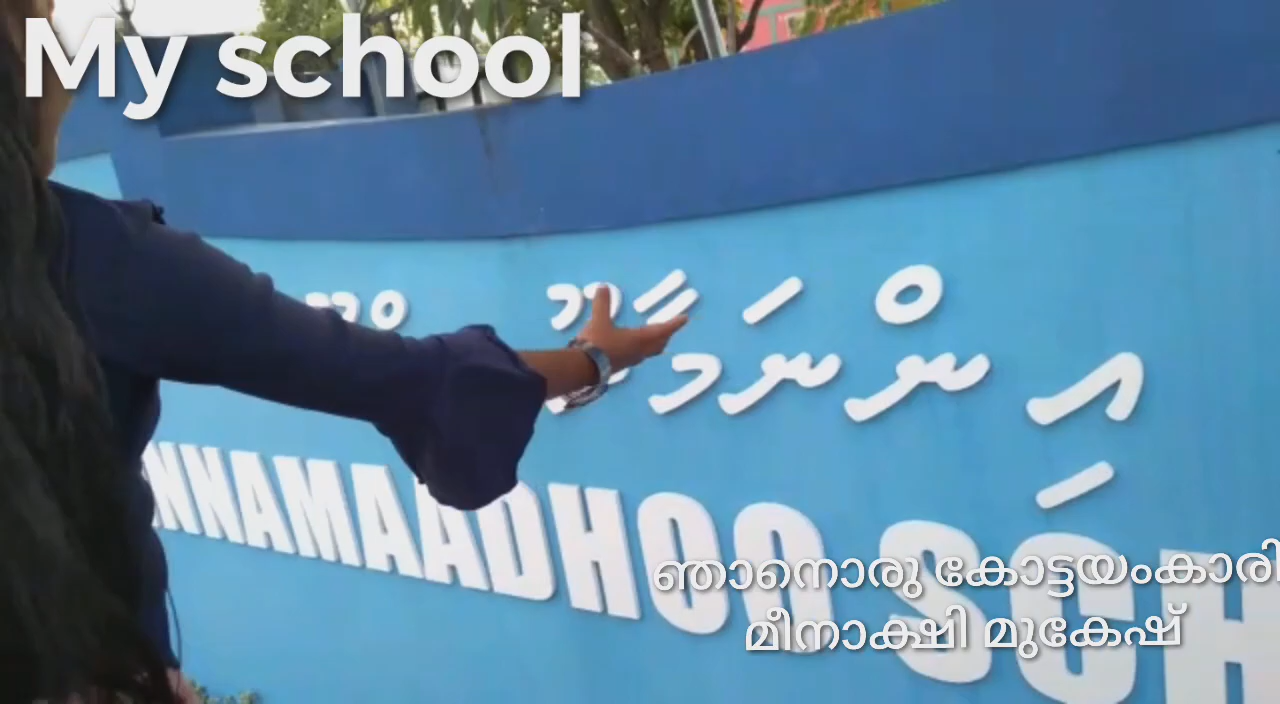 My school
އިންނަމާދޫ
NNAMAADHOO SCH
ഞാനൊരു കോട്ടയംകാരി
മീനാക്ഷി മുകേഷ്